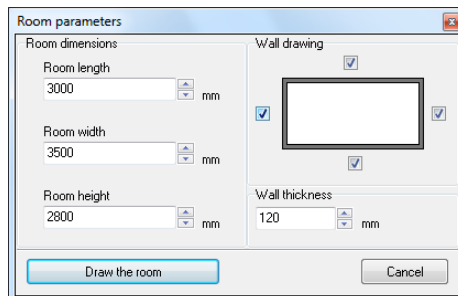 Room parameters
Room dimensions
Room length
3000
mm
Room width
3500
mm
Room height
2800
mm
Wall drawing
Wall thickness
120
mm
Draw the room
Cancel